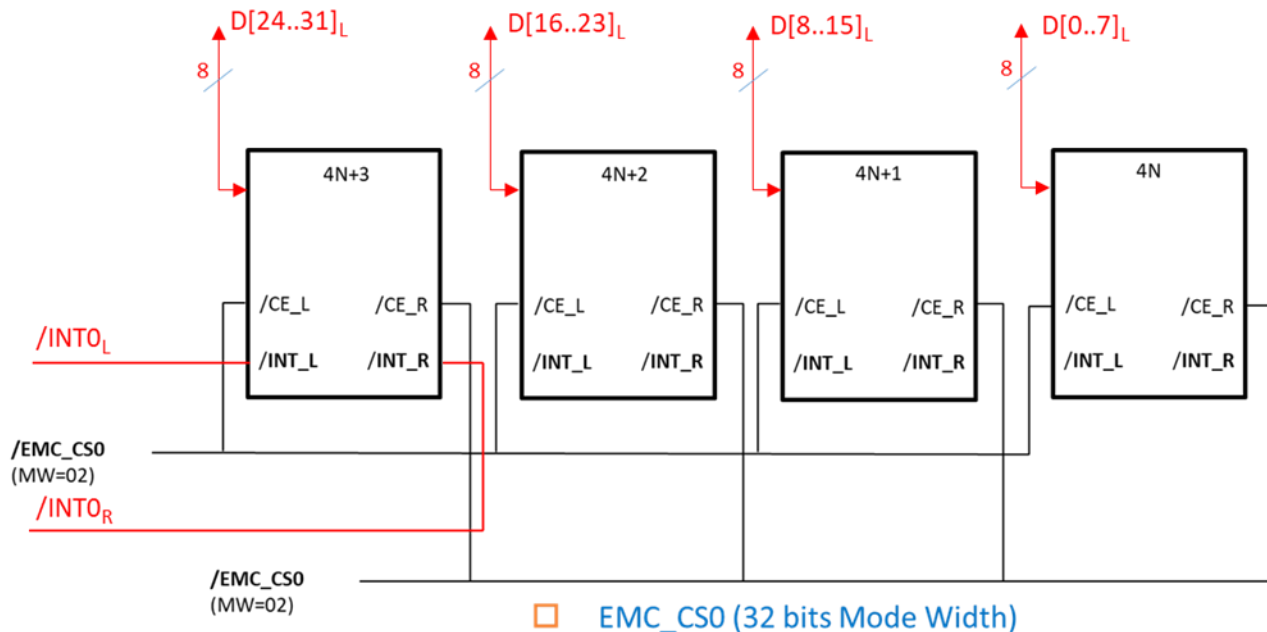 D[24..31]L
D[16..23]L
D[8..15]L
D[0..7]L
8
8
8
8
4N+3
4N+2
4N+1
4N
/CE_L
/CE_R
/CE_L
/CE_R
/CE_L
/CE_R
/CE_L
/CE_R
/INT0L
/INT_L
/INT_R
/INT_L
/INT_R
/INT_L
/INT_R
/INT_L
/INT_R
/EMC_CS0
(MW=02)
/INT0R
/EMC_CS0
(MW=02)
EMC_CS0 (32 bits Mode Width)